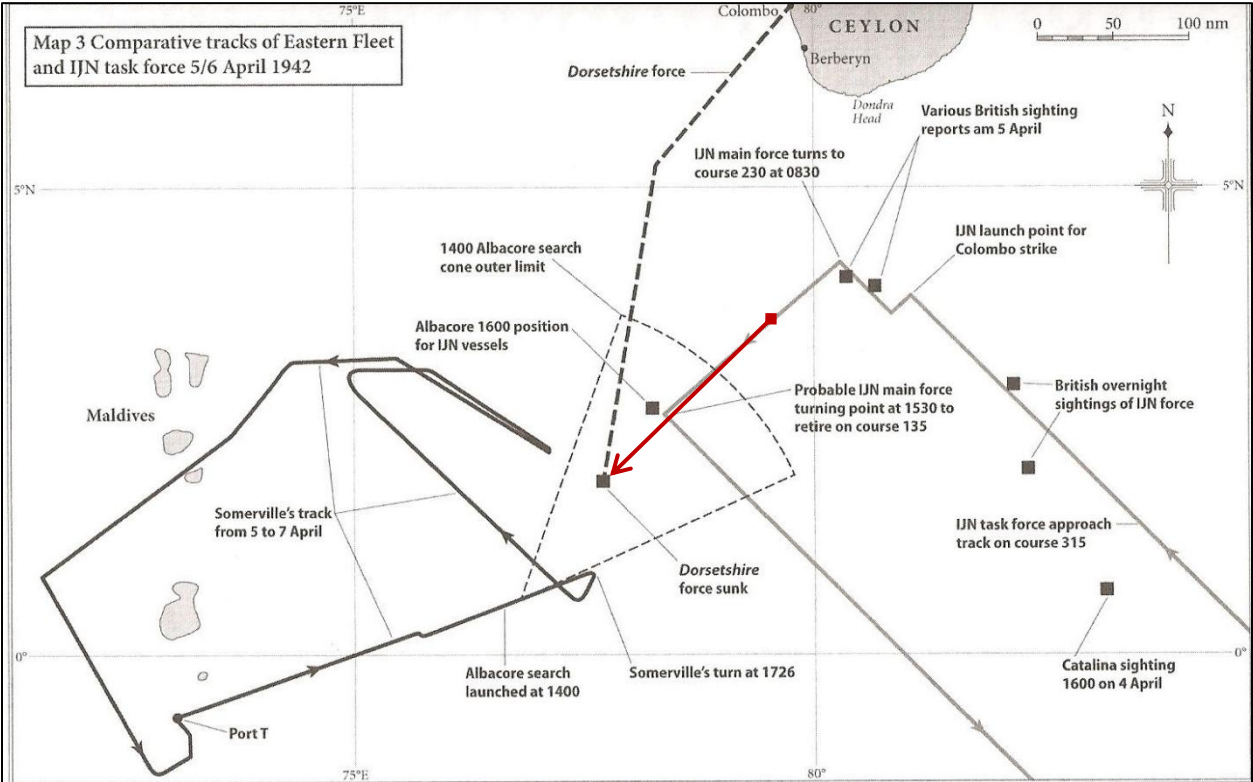 75°E
Colombo
80°
CEYLON
0 50 100 nm
Map 3 Comparative tracks of Eastern Fleet
and IJN task force 5/6 April 1942
Berberyn
Dorsetshire force
Dondra
Head
Various British sighting
reports am 5 April
N
IJN main force turns to
course 230 at 0830
5°N
5°N
IJN launch point for
Colombo strike
1400 Albacore search
cone outer limit
Albacore 1600 position
for IJN vessels
Probable IJN main force
turning point at 1530 to
retire on course 135
British overnight
sightings of IJN force
Maldives
Somerville's track
from 5 to 7 April
IJN task force approach
track on course 315
Dorsetshire
force sunk
0°
0°
Albacore search
launched at 1400
Somerville's turn at 1726
Catalina sighting
1600 on 4 April
Port T
75°E
80°